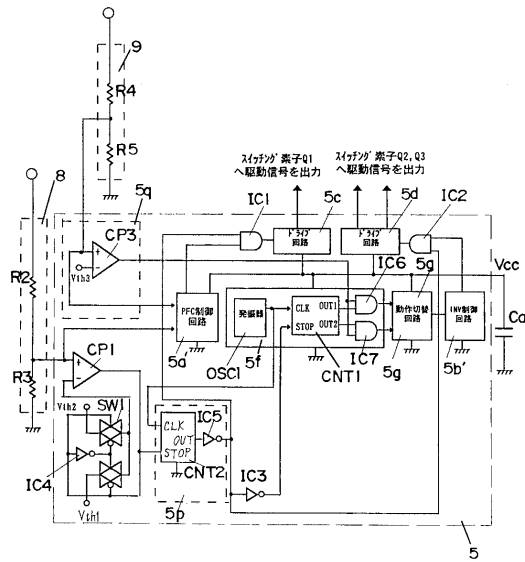 9
R4
R5
8
5q
スイッチング素子Q1
へ駆動信号を出力
スイッチング素子Q2,Q3
へ駆動信号を出力
IC1
5c
5d
IC2
ドライブ
回路
ドライブ
回路
CP3
Vth3
IC6
5g
Vcc
R2
PFC制御
回路
発振器
CLK
OUT1
STOP
OUT2
動作切替
回路
INV制御
回路
Ca
5a'
5f
IC7
5g
5b'
OSC1
CNT1
CP1
R3
Vth2
SW1
IC5
CLK
OUT
STOP
IC4
CNT2
IC3
Vth1
5p
5